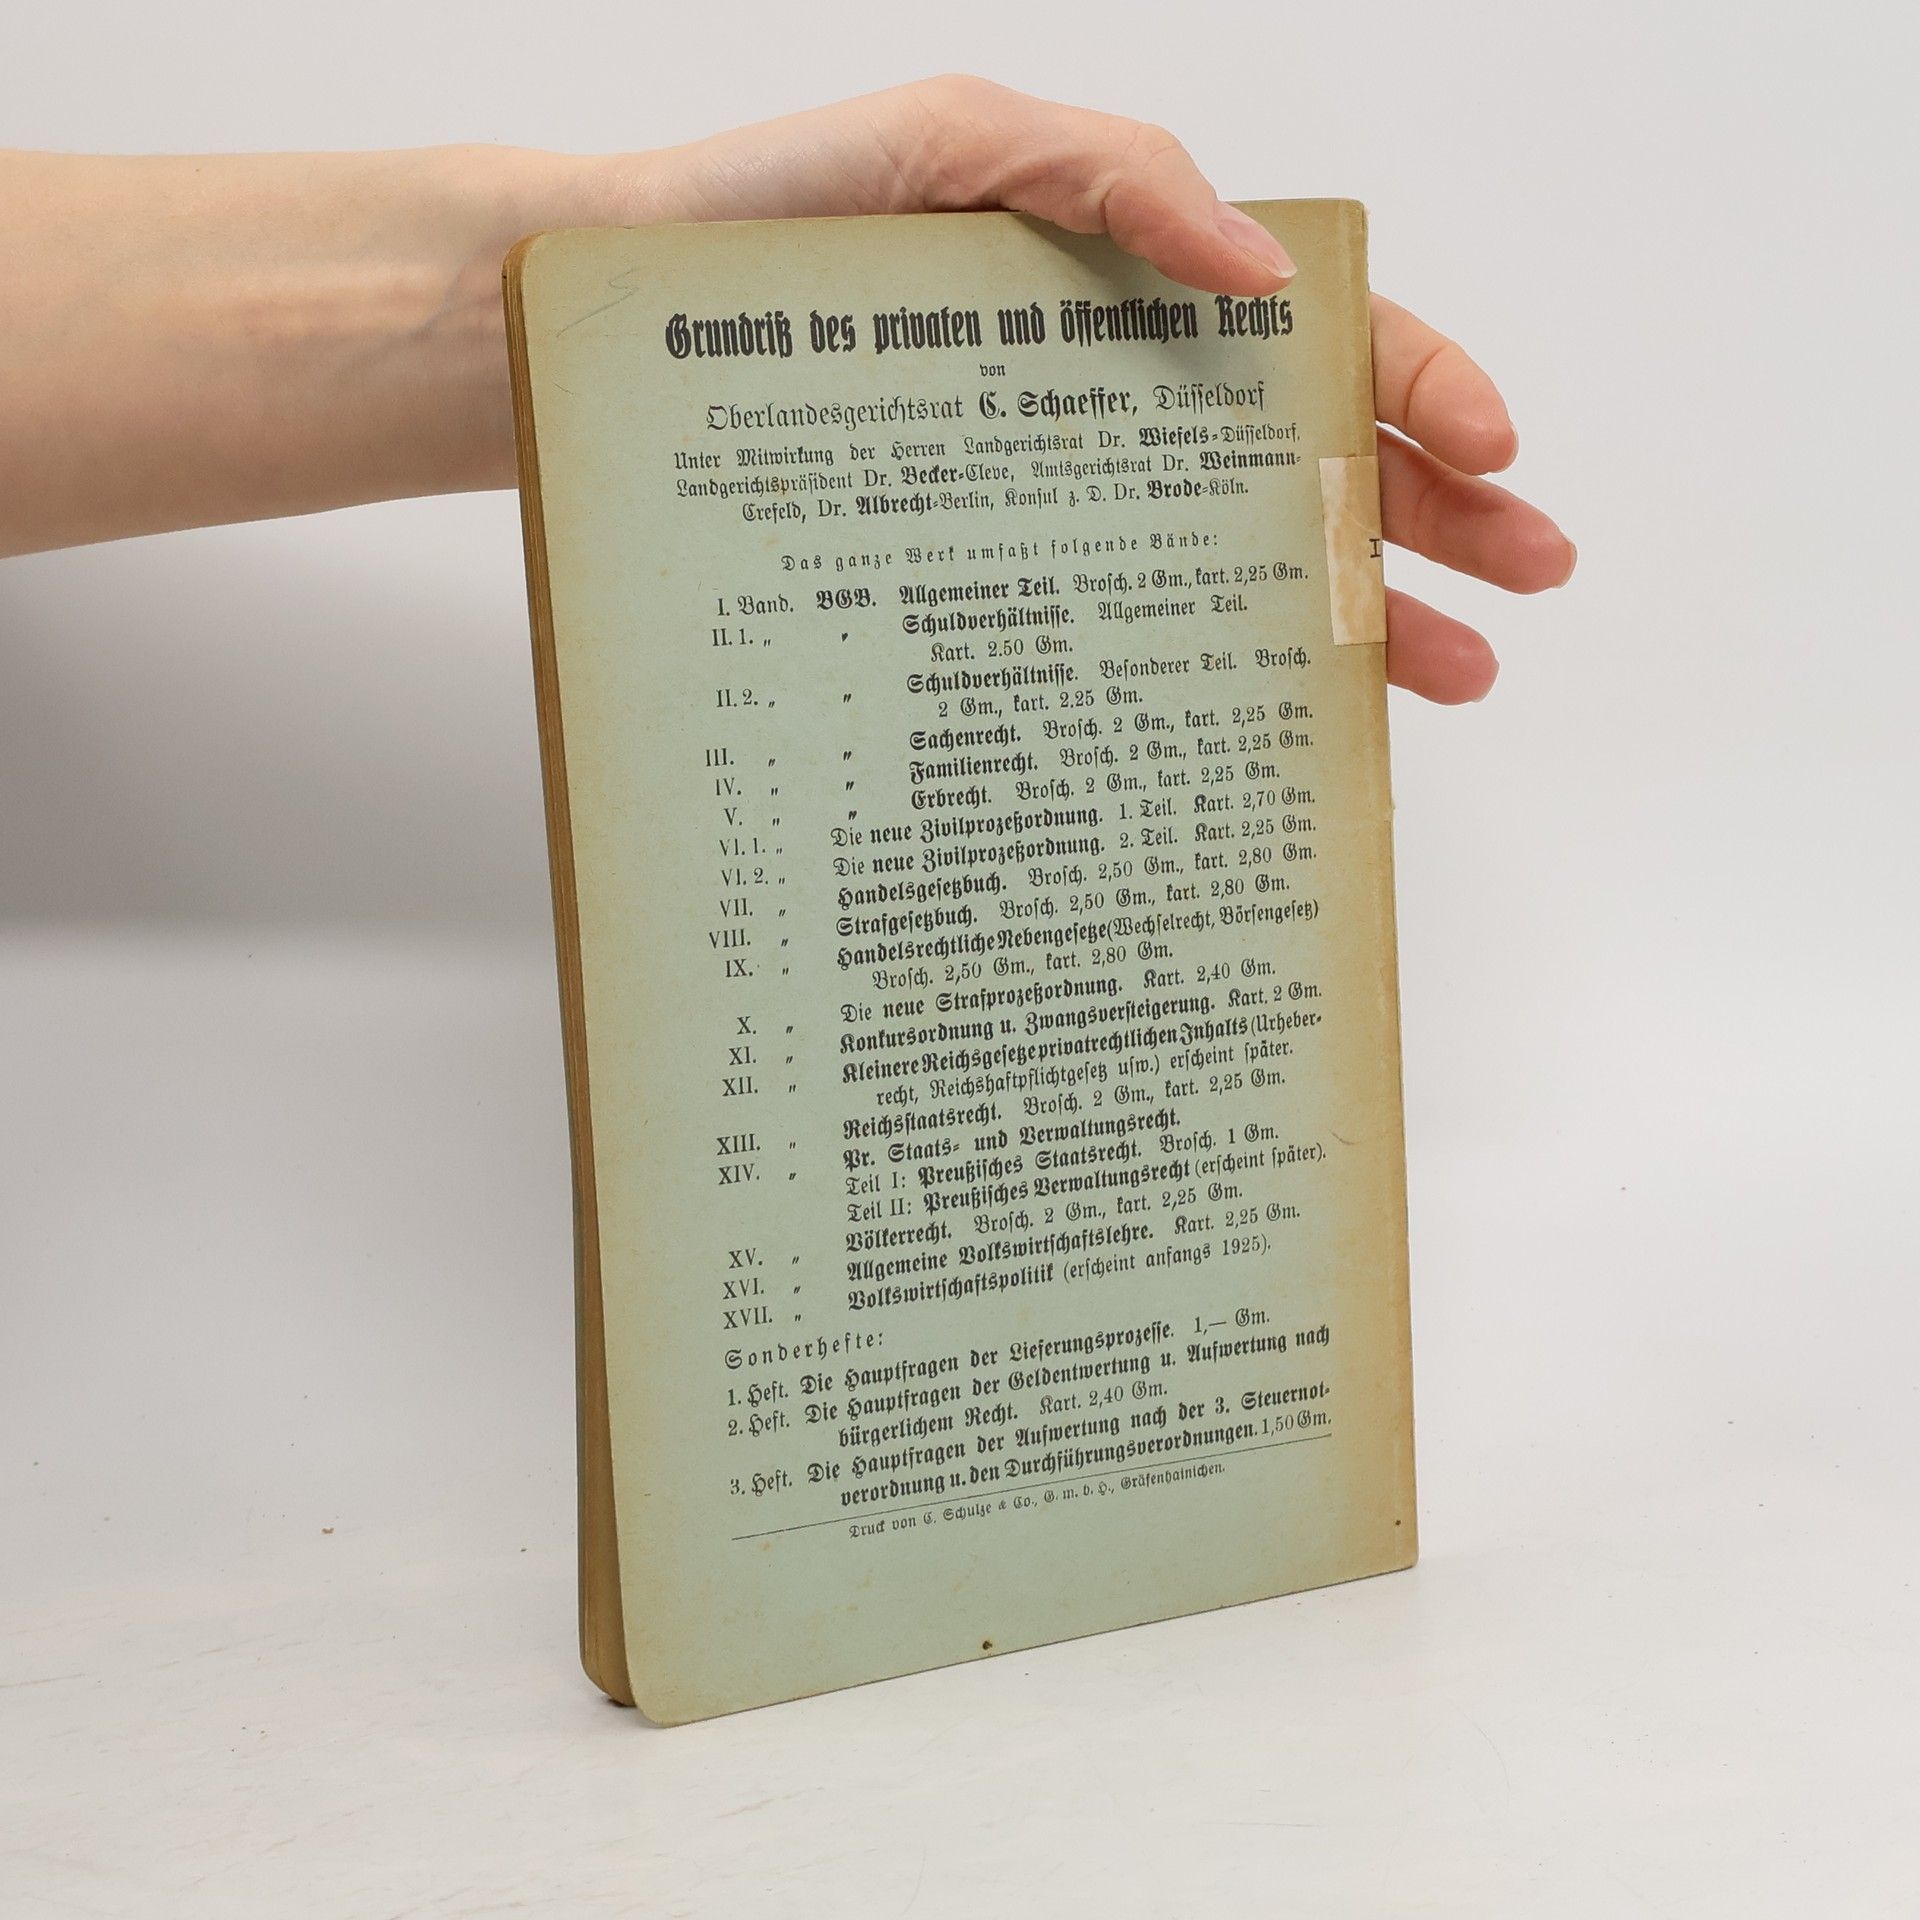 Grundriß des privaten und öffentlichen Rechts
von
Oberlandesgerichtsrat C. Schaeffer, Düsseldorf
Unter Mitwirkung der Herren Landgerichtsrat Dr. Wiefels-Düsseldorf,
Landgerichtspräsident Dr. Becker-Cleve, Amtsgerichtsrat Dr. Weinmann-
Crefeld, Dr. Albrecht-Berlin, Konsul z. D. Dr. Brode-Köln.
Das ganze Werk umfaßt folgende Bände:
I. Band. BGB. Allgemeiner Teil. Brosch. 2 Gm., kart. 2,25 Gm.
II. 1. „ „ Schuldverhältnisse. Allgemeiner Teil.
Kart. 2.50 Gm.
II. 2. „ „ Schuldverhältnisse. Besonderer Teil. Brosch.
2 Gm., kart. 2.25 Gm.
III. „ „ Sachenrecht. Brosch. 2 Gm., kart. 2,25 Gm.
IV. „ „ Familienrecht. Brosch. 2 Gm., kart. 2,25 Gm.
V. „ „ Erbrecht. Brosch. 2 Gm., kart. 2,25 Gm.
VI. 1. „ Die neue Zivilprozeßordnung. 1. Teil. Kart. 2,70 Gm.
VI. 2. „ Die neue Zivilprozeßordnung. 2. Teil. Kart. 2,25 Gm.
VII. „ Handelsgesetzbuch. Brosch. 2,50 Gm., kart. 2,80 Gm.
VIII. „ Strafgesetzbuch. Brosch. 2,50 Gm., kart. 2,80 Gm.
IX. „ Handelsrechtliche Nebengesetze (Wechselrecht, Börsengesetz)
Brosch. 2,50 Gm., kart. 2,80 Gm.
X. „ Die neue Strafprozeßordnung. Kart. 2,40 Gm.
XI. „ Konkursordnung u. Zwangsversteigerung. Kart. 2 Gm.
XII. „ Kleinere Reichsgesetze privatrechtlichen Inhalts (Urheber-
recht, Reichshaftpflichtgesetz usw.) erscheint später.
XIII. „ Reichsstaatsrecht. Brosch. 2 Gm., kart. 2,25 Gm.
XIV. „ Pr. Staats- und Verwaltungsrecht.
Teil I: Preußisches Staatsrecht. Brosch. 1 Gm.
Teil II: Preußisches Verwaltungsrecht (erscheint später).
XV. „ Völkerrecht. Brosch. 2 Gm., kart. 2,25 Gm.
XVI. „ Allgemeine Volkswirtschaftslehre. Kart. 2,25 Gm.
XVII. „ Volkswirtschaftspolitik (erscheint anfangs 1925).
Sonderhefte:
1. Heft. Die Hauptfragen der Lieferungsprozesse. 1,— Gm.
2. Heft. Die Hauptfragen der Geldentwertung u. Aufwertung nach
bürgerlichem Recht. Kart. 2,40 Gm.
3. Heft. Die Hauptfragen der Aufwertung nach der 3. Steuernot-
verordnung u. den Durchführungsverordnungen. 1,50 Gm.
Druck von C. Schulze & Co., G. m. b. H., Gräfenhainichen.
I